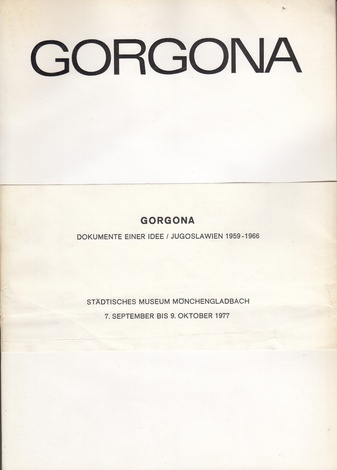 GORGONA
GORGONA
DOKUMENTE EINER IDEE / JUGOSLAWIEN 1959-1966
STÄDTISCHES MUSEUM MÖNCHENGLADBACH
7. SEPTEMBER BIS 9. OKTOBER 1977